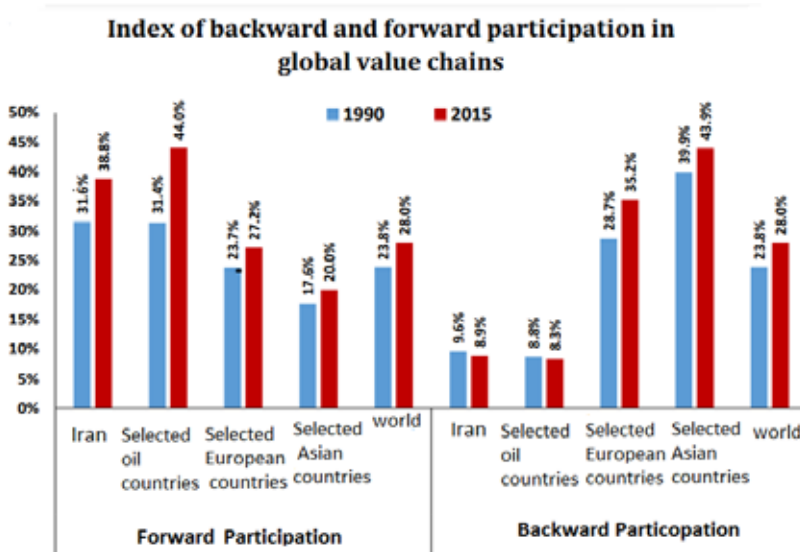 Index of backward and forward participation in
global value chains
1990
2015
50%
45%
40%
35%
30%
25%
20%
15%
10%
5%
0%
31.6%
38.8%
31.4%
44.0%
23.7%
27.2%
17.6%
20.0%
23.8%
28.0%
9.6%
8.9%
8.8%
8.3%
28.7%
35.2%
39.9%
43.9%
23.8%
28.0%
Iran
Selected
oil
countries
Selected
European
countries
Selected
Asian
countries
world
Iran
Selected
oil
countries
Selected
European
countries
Selected
Asian
countries
world
Forward Participation
Backward Particopation